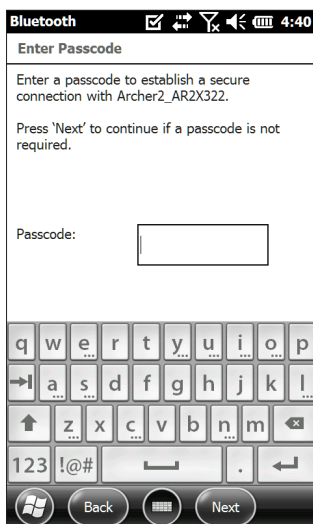 Bluetooth 4:40
Enter Passcode
Enter a passcode to establish a secure
connection with Archer2_AR2X322.
Press `Next' to continue if a passcode is not
required.
Passcode:
q w e r t y u i o p
a s d f g h j k l
z x c v b n m
123 !@# .
Back Next